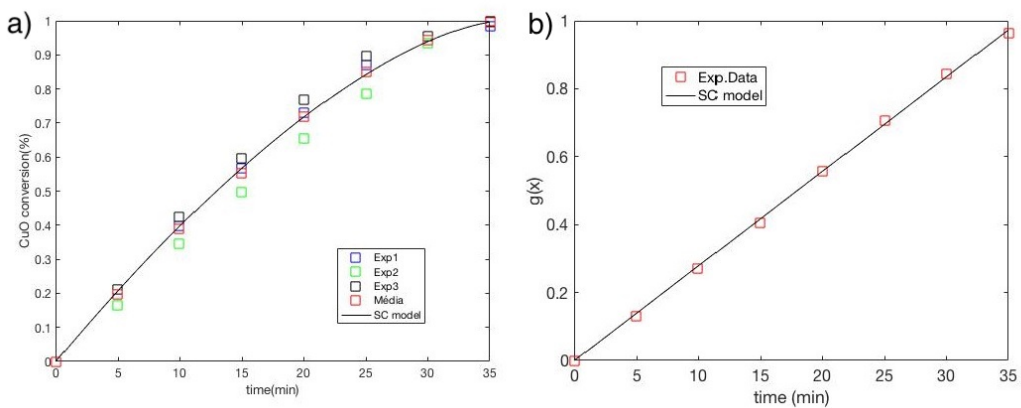 a)
CuO conversion(%)
1
0.9
0.8
0.7
0.6
0.5
0.4
0.3
0.2
0.1
0
0 5 10 15 20 25 30 35
time(min)
Exp1
Exp2
Exp3
Média
SC model
b)
g(x)
1
0.8
0.6
0.4
0.2
0
0 5 10 15 20 25 30 35
time (min)
Exp.Data
SC model